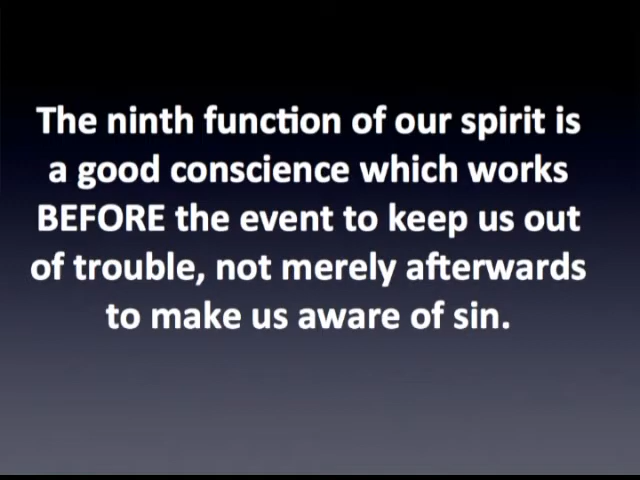 The ninth function of our spirit is
a good conscience which works
BEFORE the event to keep us out
of trouble, not merely afterwards
to make us aware of sin.